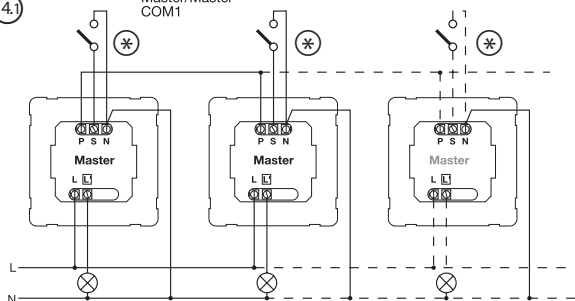 4.1
Master/Master
COM1
* * *
P S N P S N P S N
Master Master Master
L L' L L' L L'
L
N